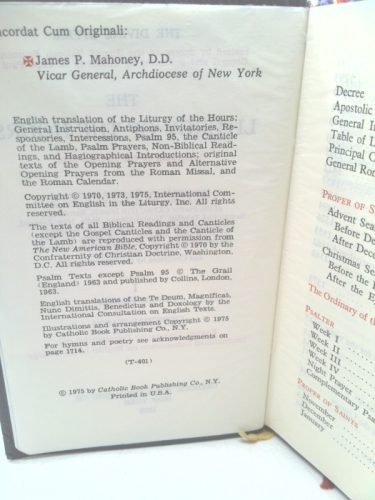 ncordat Cum Originali:
✠James P. Mahoney, D.D.
Vicar General, Archdiocese of New York
English translation of the Liturgy of the Hours:
General Instruction, Antiphons, Invitatories, Re-
sponsories, Intercessions, Psalm 95, the Canticle
of the Lamb, Psalm Prayers, Non-Biblical Read-
ings, and Hagiographical Introductions; original
texts of the Opening Prayers and Alternative
Opening Prayers from the Roman Missal, and
the Roman Calendar.
Copyright © 1970, 1973, 1975, International Com-
mittee on English in the Liturgy, Inc. All rights
reserved.
The texts of all Biblical Readings and Canticles
(except the Gospel Canticles and the Canticle of
the Lamb) are reproduced with permission from
The New American Bible, Copyright © 1970 by the
Confraternity of Christian Doctrine, Washington,
D.C. All rights reserved.
Psalm Texts except Psalm 95 © The Grail
(England) 1963 and published by Collins, London,
1963.
English translations of the Te Deum, Magnificat,
Nunc Dimittis, Benedictus and Doxology by the
International Consultation on English Texts.
Illustrations and arrangement Copyright © 1975
by Catholic Book Publishing Co., N.Y.
For hymns and poetry see acknowledgments on
page 1714.
(T-401)
© 1975 by Catholic Book Publishing Co., N.Y.
Printed in U.S.A.
Decree
Apostolic
General I
Table of L
Principal C
General Ro
PROPER OF S
Advent Sea
Before De
After Dece
Christmas Se
Before the
After the E
The Ordinary of th
PSALTER
Week I
Week II
Week III
Week IV
Night Prayer
Complementary Psa
PROPER OF SAINTS
November
December
January